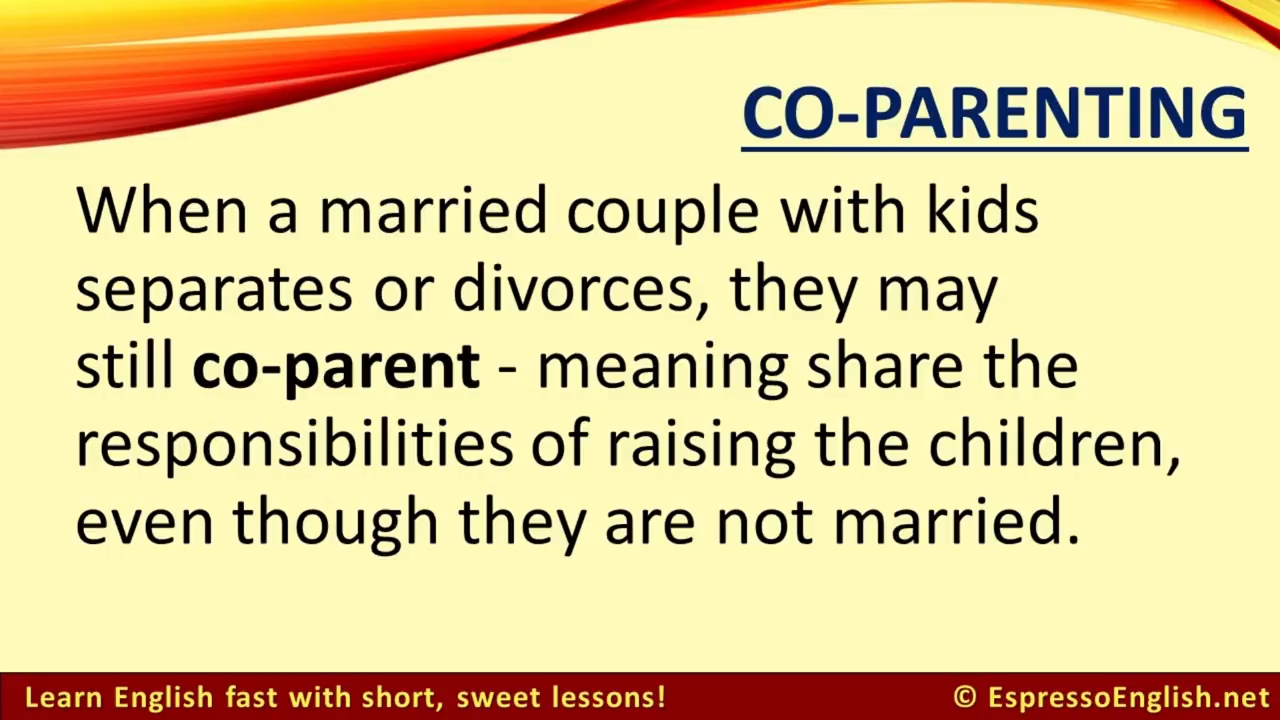 CO-PARENTING
When a married couple with kids
separates or divorces, they may
still co-parent - meaning share the
responsibilities of raising the children,
even though they are not married.
Learn English fast with short, sweet lessons!
© EspressoEnglish.net